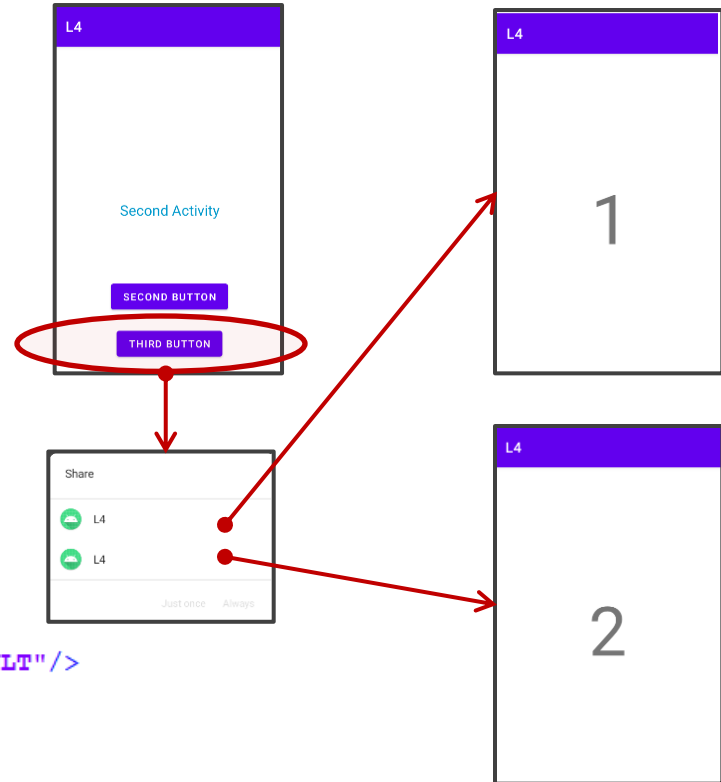 L4
Second Activity
SECOND BUTTON
THIRD BUTTON
Share
L4
L4
Just once Always
LT"/>
L4
1
L4
2